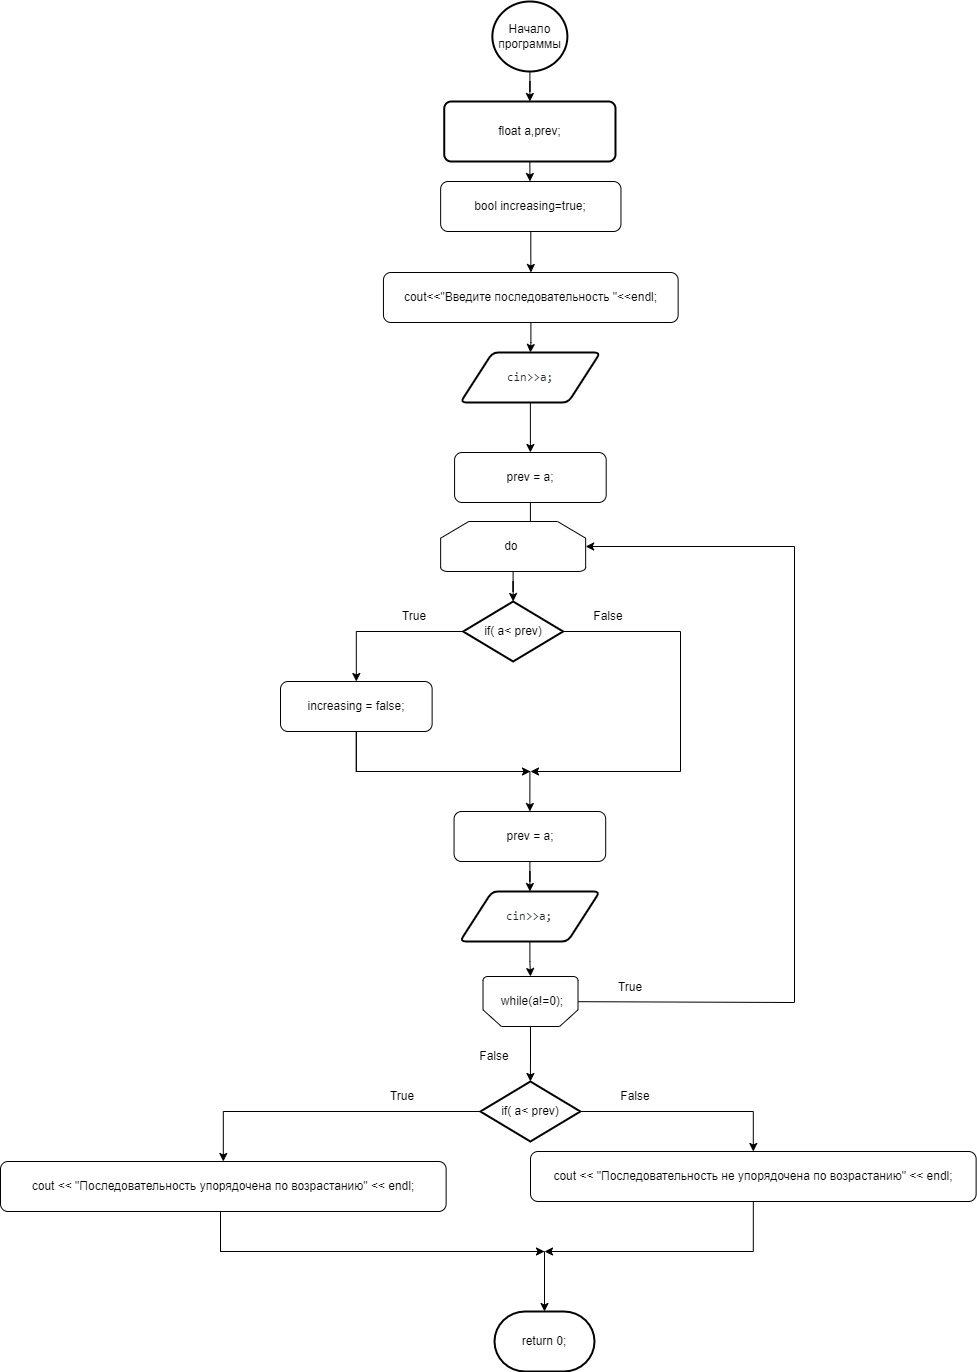 Начало
программы
float a,prev;
bool increasing=true;
cout<<"Введите последовательность "<<endl;
cin>>a;
prev = a;
do
True
if( a< prev)
False
increasing = false;
prev = a;
cin>>a;
while(a!=0);
True
False
True
if( a< prev)
False
cout << "Последовательность упорядочена по возрастанию" << endl;
cout << "Последовательность не упорядочена по возрастанию" << endl;
return 0;